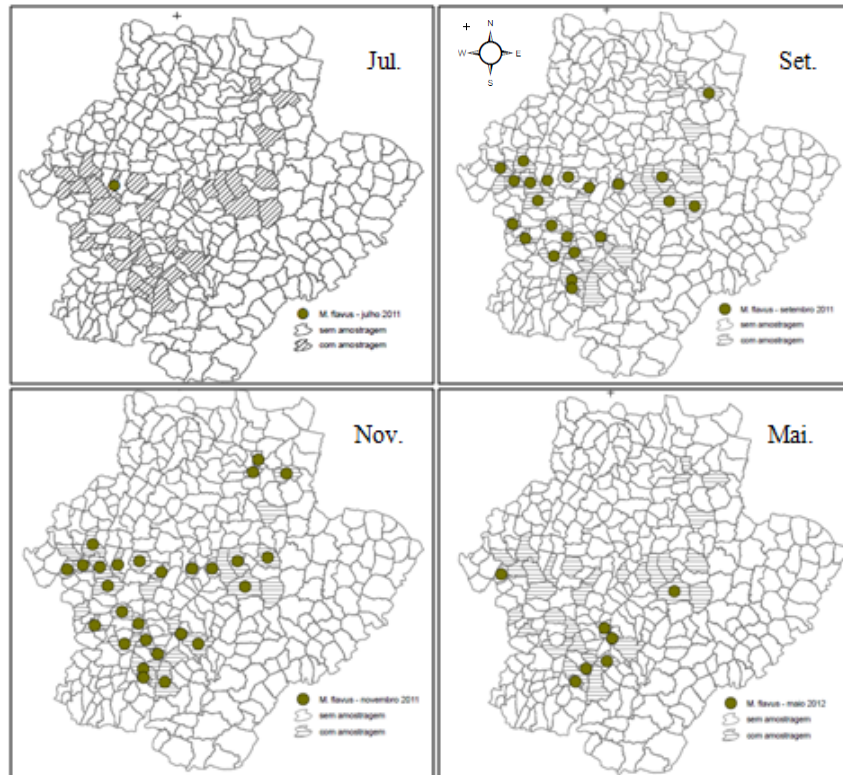 Jul.
M. flavus - julho 2011
sem amostragem
com amostragem
N
W E
S
Set.
M. flavus - setembro 2011
sem amostragem
com amostragem
Nov.
M. flavus - novembro 2011
sem amostragem
com amostragem
Mai.
M. flavus - maio 2012
sem amostragem
com amostragem